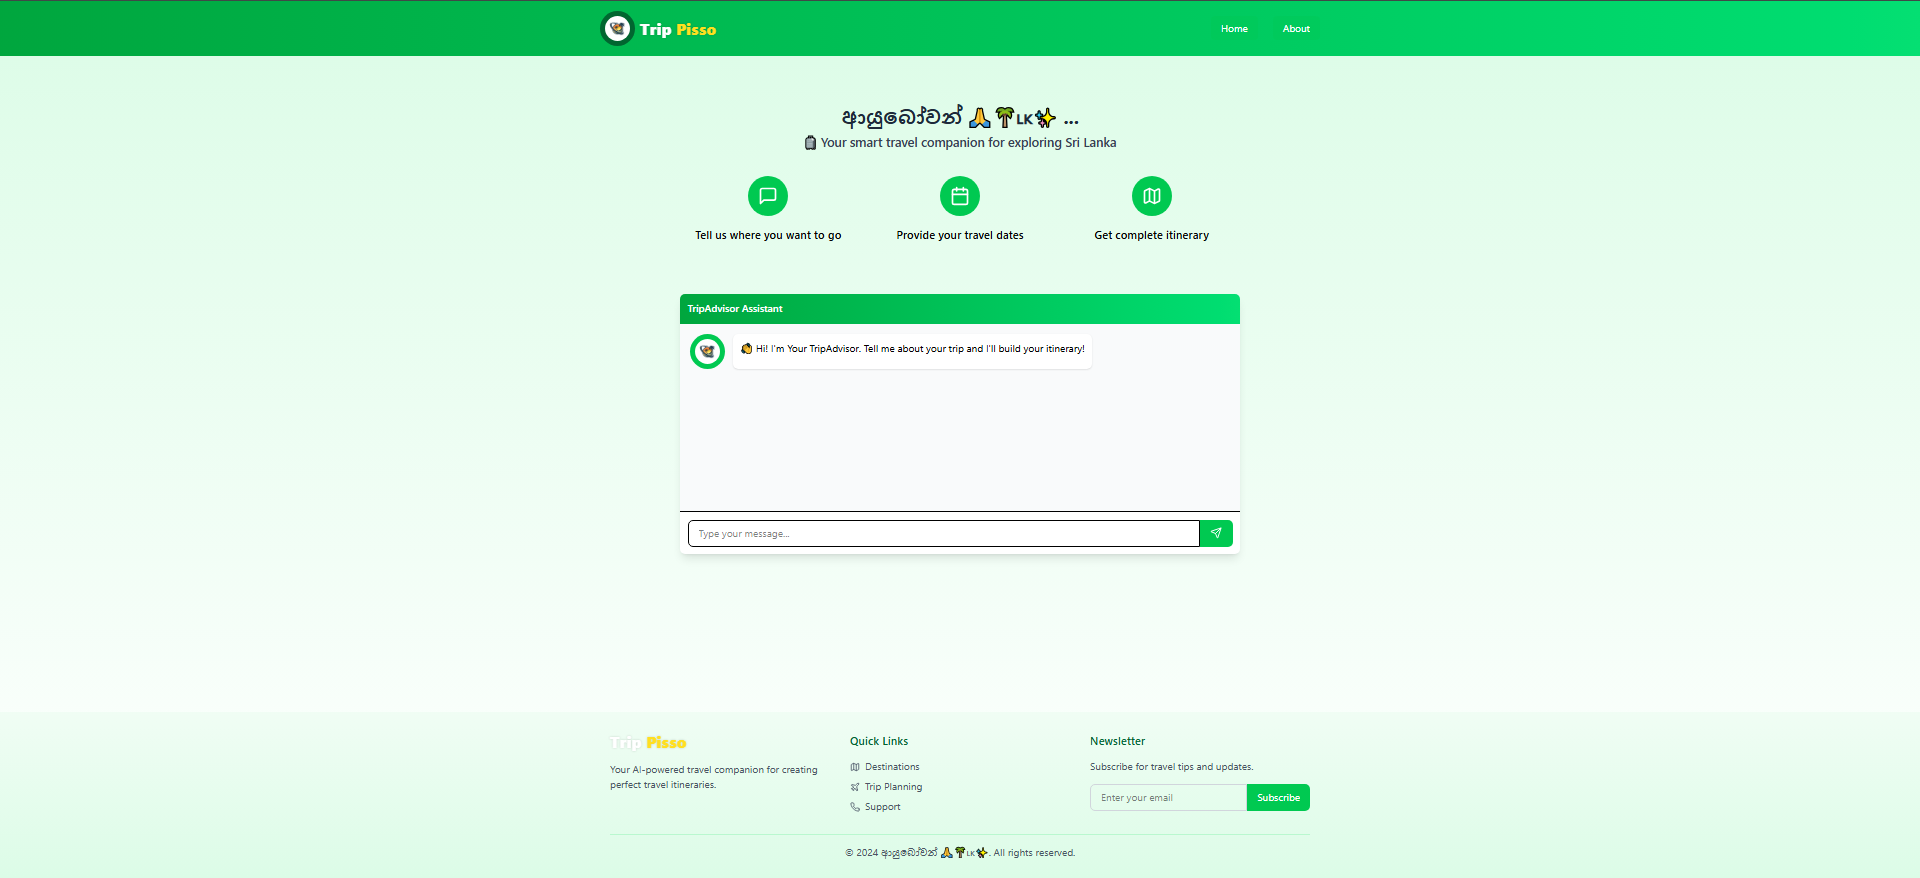 Trip Pisso
Home
About
ආයුබෝවන් 🙏🌴LK✨ ...
🧳 Your smart travel companion for exploring Sri Lanka
Tell us where you want to go
Provide your travel dates
Get complete itinerary
TripAdvisor Assistant
👋 Hi! I'm Your TripAdvisor. Tell me about your trip and I'll build your itinerary!
Type your message...
Trip Pisso
Your AI-powered travel companion for creating
perfect travel itineraries.
Quick Links
Destinations
Trip Planning
Support
Newsletter
Subscribe for travel tips and updates.
Enter your email
Subscribe
© 2024 ආයුබෝවන් 🙏🌴LK✨. All rights reserved.